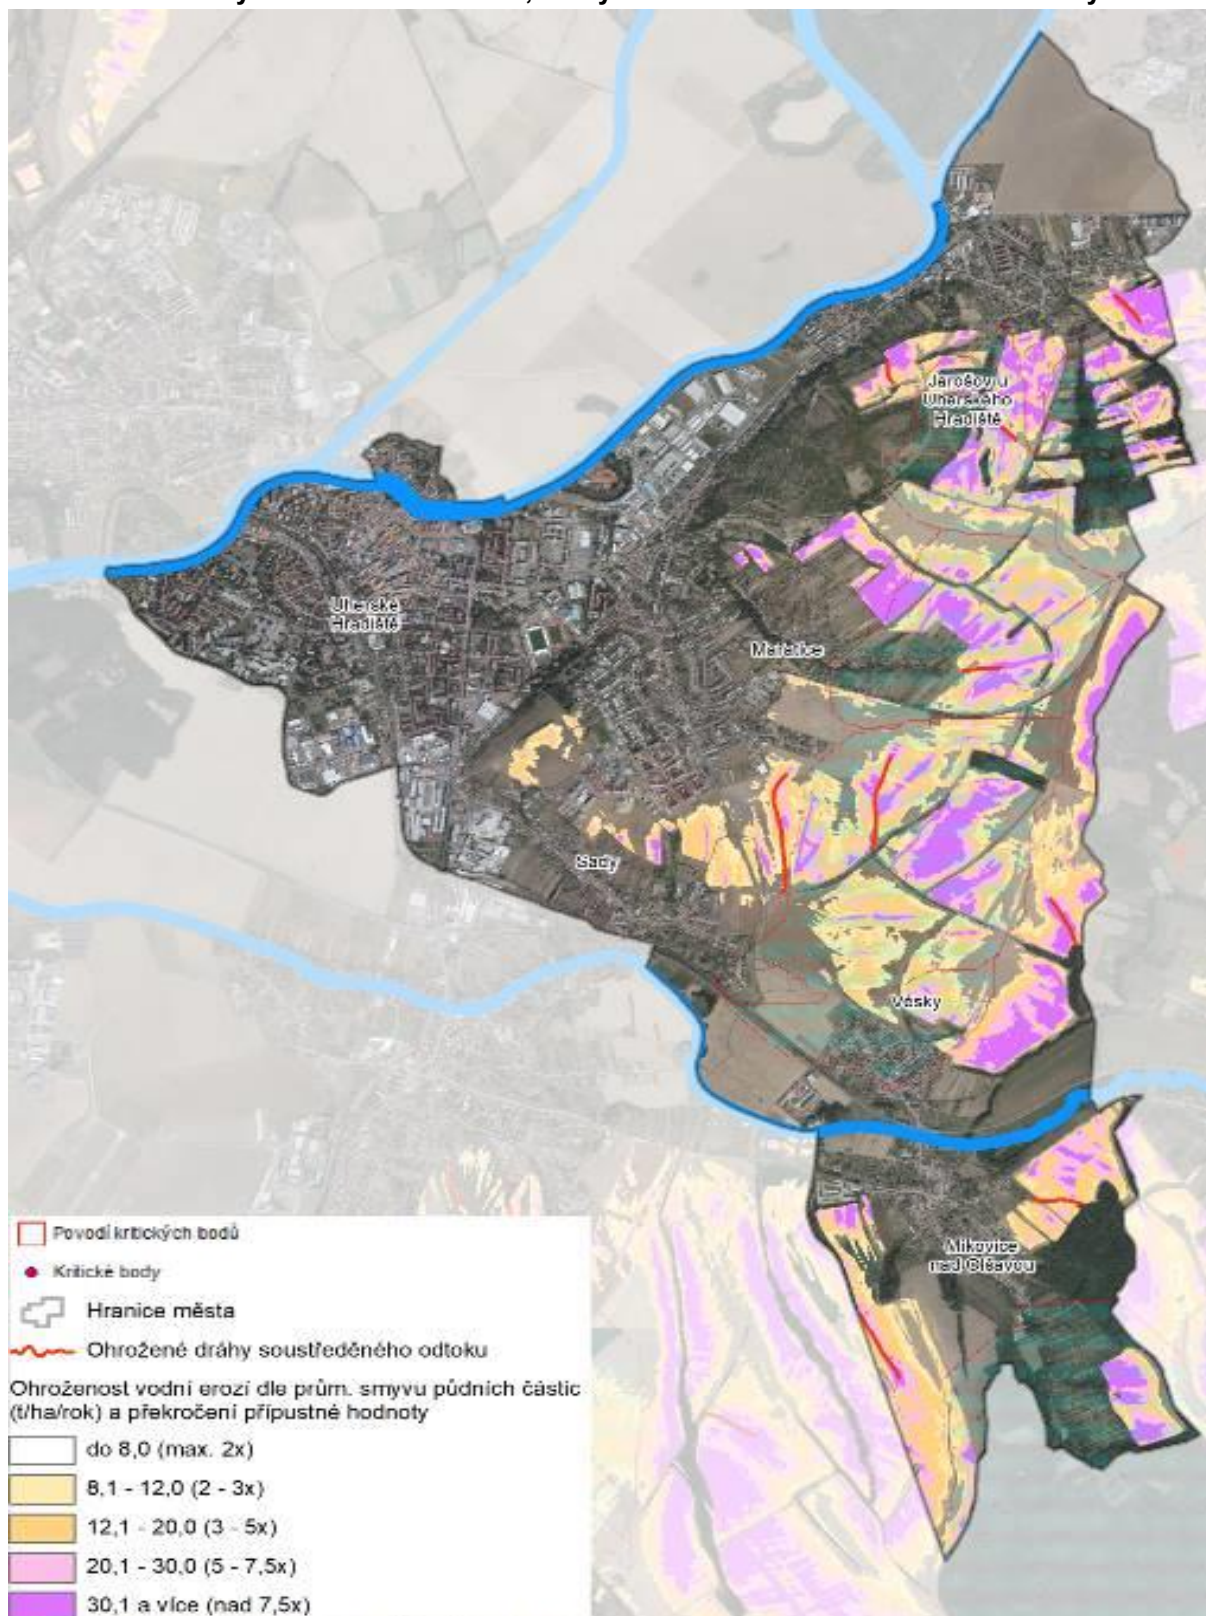 Jarošov u
Uherského
Hradiště
Uherské
Hradiště
Mařatice
Sady
Vésky
Míkovice
nad Olšavou
Povodí kritických bodů
Kritické body
Hranice města
Ohrožené dráhy soustředěného odtoku
Ohroženost vodní erozí dle prům. smyvu půdních částic
(t/ha/rok) a překročení přípustné hodnoty
do 8,0 (max. 2x)
8,1 - 12,0 (2 - 3x)
12,1 - 20,0 (3 - 5x)
20,1 - 30,0 (5 - 7,5x)
30,1 a více (nad 7,5x)